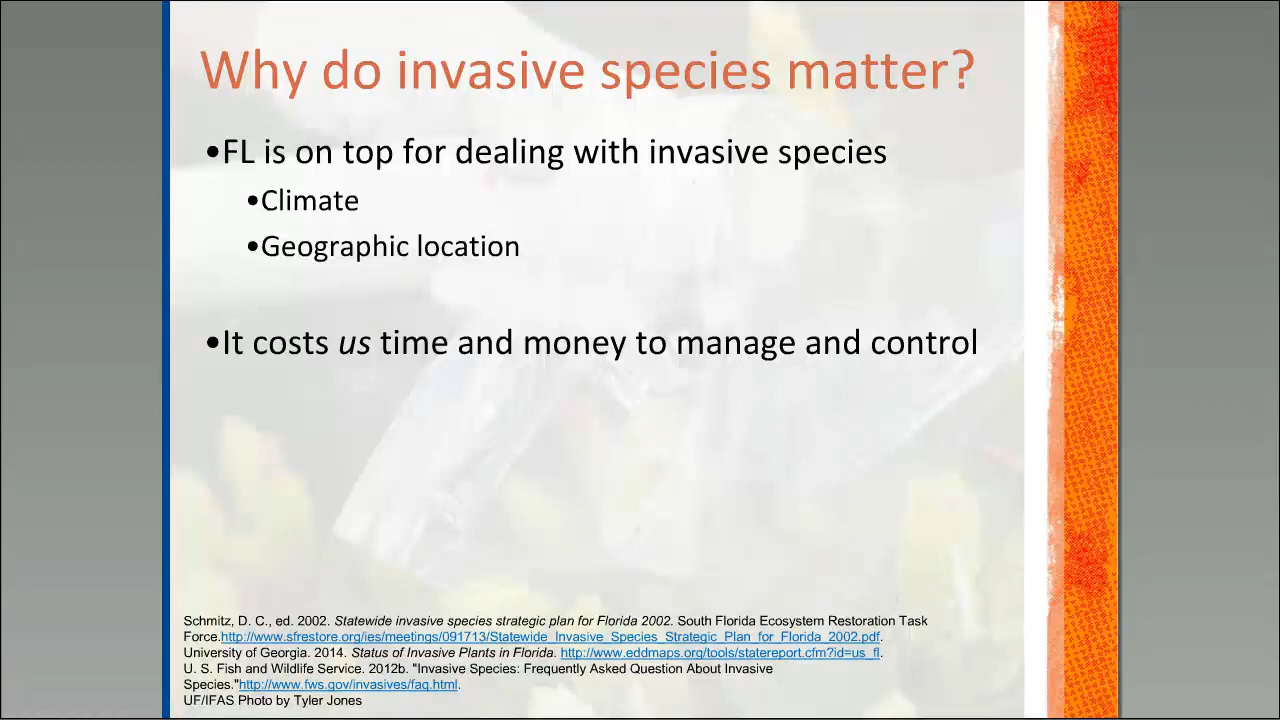 Why do invasive species matter?
•FL is on top for dealing with invasive species
•Climate
•Geographic location
•It costs us time and money to manage and control
Schmitz, D. C., ed. 2002. Statewide invasive species strategic plan for Florida 2002. South Florida Ecosystem Restoration Task
Force.http://www.sfrestore.org/ies/meetings/091713/Statewide_Invasive_Species_Strategic_Plan_for_Florida_2002.pdf.
University of Georgia. 2014. Status of Invasive Plants in Florida. http://www.eddmaps.org/tools/statereport.cfm?id=us_fl.
U. S. Fish and Wildlife Service. 2012b. "Invasive Species: Frequently Asked Question About Invasive
Species."http://www.fws.gov/invasives/faq.html.
UF/IFAS Photo by Tyler Jones